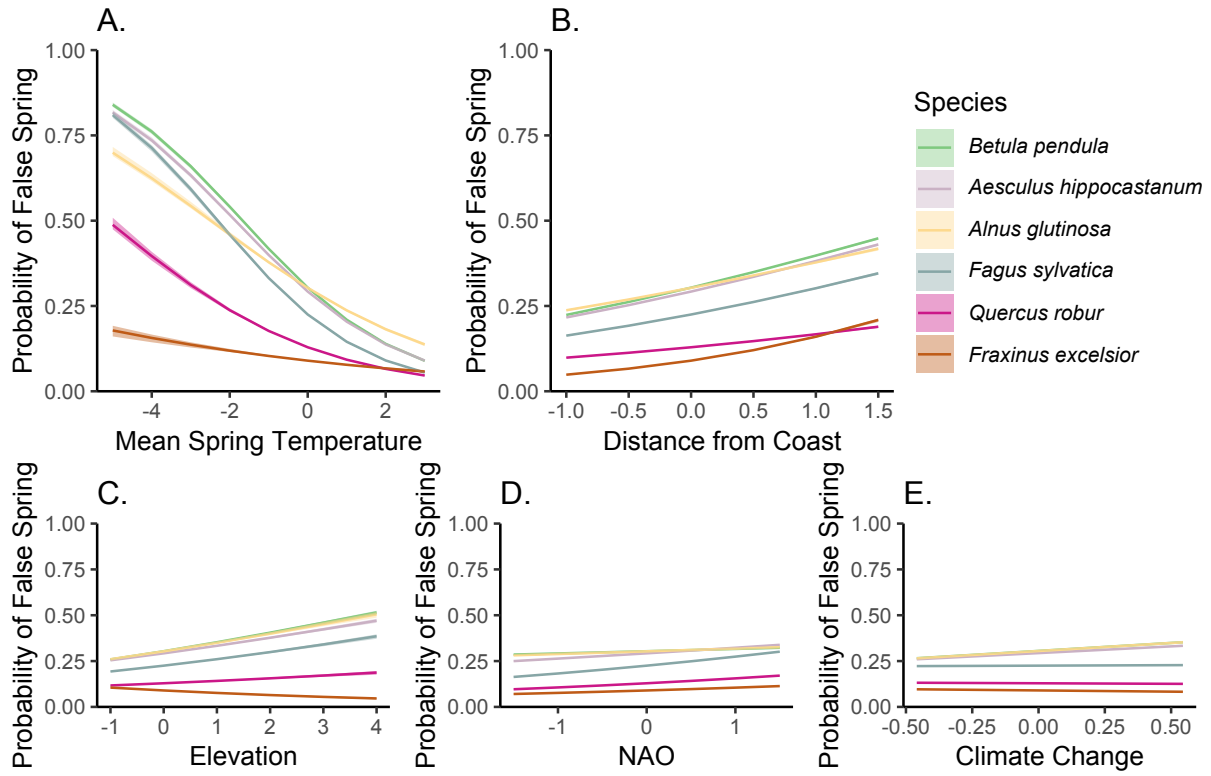 A.
Probability of False Spring
1.00
0.75
0.50
0.25
0.00
-4 -2 0 2
Mean Spring Temperature
B.
Probability of False Spring
1.00
0.75
0.50
0.25
0.00
-1.0 -0.5 0.0 0.5 1.0 1.5
Distance from Coast
Species
Betula pendula
Aesculus hippocastanum
Alnus glutinosa
Fagus sylvatica
Quercus robur
Fraxinus excelsior
C.
Probability of False Spring
1.00
0.75
0.50
0.25
0.00
-1 0 1 2 3 4
Elevation
D.
Probability of False Spring
1.00
0.75
0.50
0.25
0.00
-1 0 1
NAO
E.
Probability of False Spring
1.00
0.75
0.50
0.25
0.00
-0.50 -0.25 0.00 0.25 0.50
Climate Change